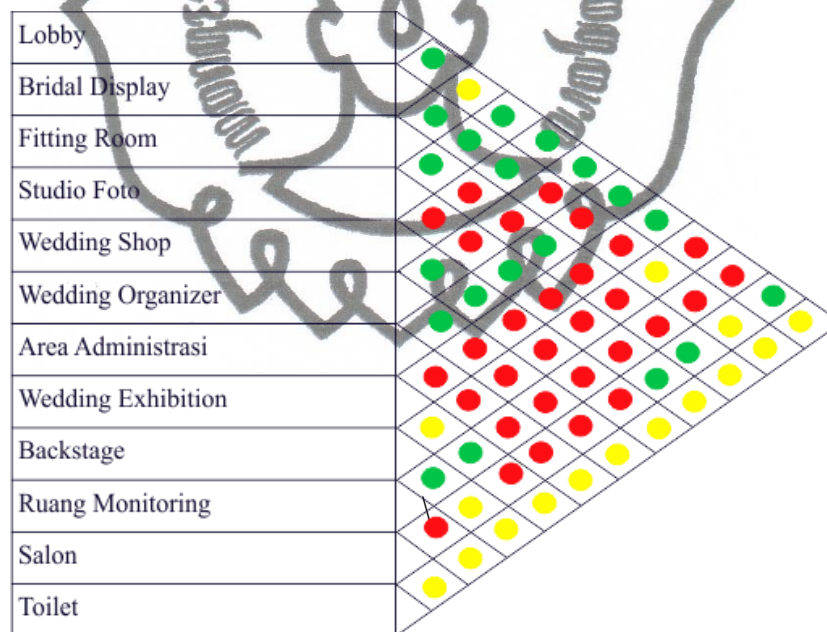 Lobby
Bridal Display
Fitting Room
Studio Foto
Wedding Shop
Wedding Organizer
Area Administrasi
Wedding Exhibition
Backstage
Ruang Monitoring
Salon
Toilet